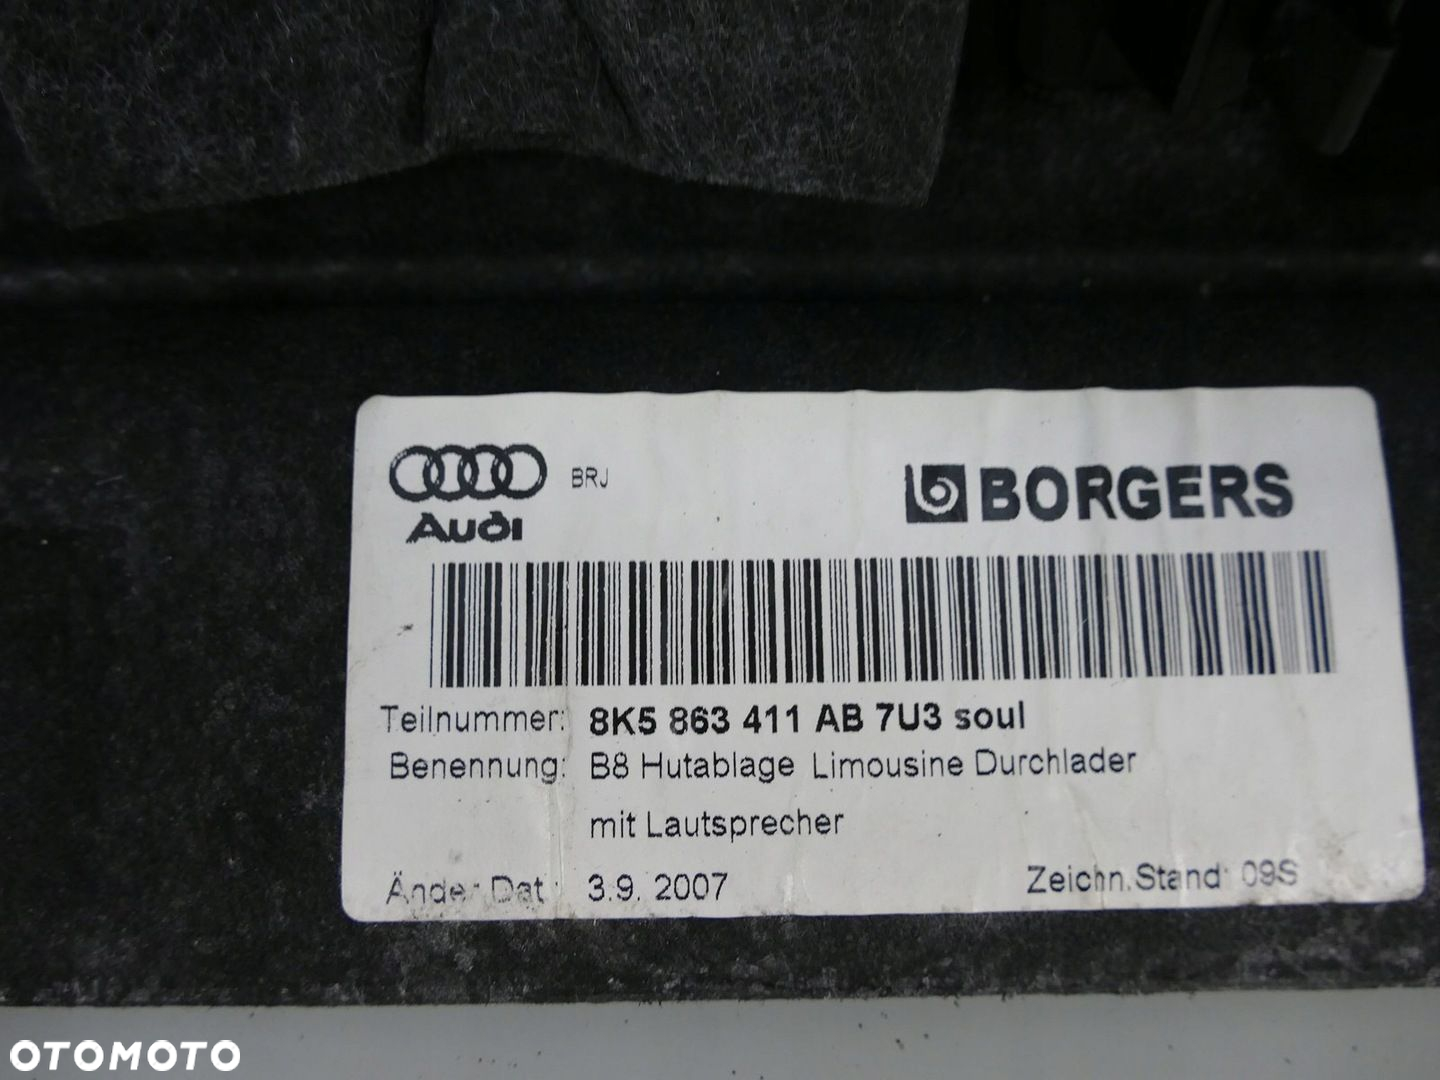 BRJ
Audi
BORGERS
Teilnummer: 8K5 863 411 AB 7U3 soul
Benennung: B8 Hutablage Limousine Durchlader
mit Lautsprecher
Änder. Dat.: 3.9. 2007
Zeichn.Stand: 09S
OTOMOTO